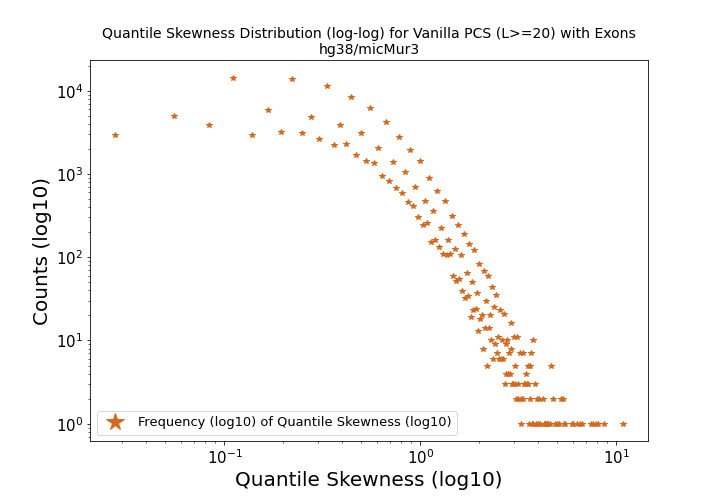 Quantile Skewness Distribution (log-log) for Vanilla PCS (L>=20) with Exons
hg38/micMur3
Counts (log10)
10^4
10^3
10^2
10^1
10^0
Frequency (log10) of Quantile Skewness (log10)
10^−1
10^0
10^1
Quantile Skewness (log10)